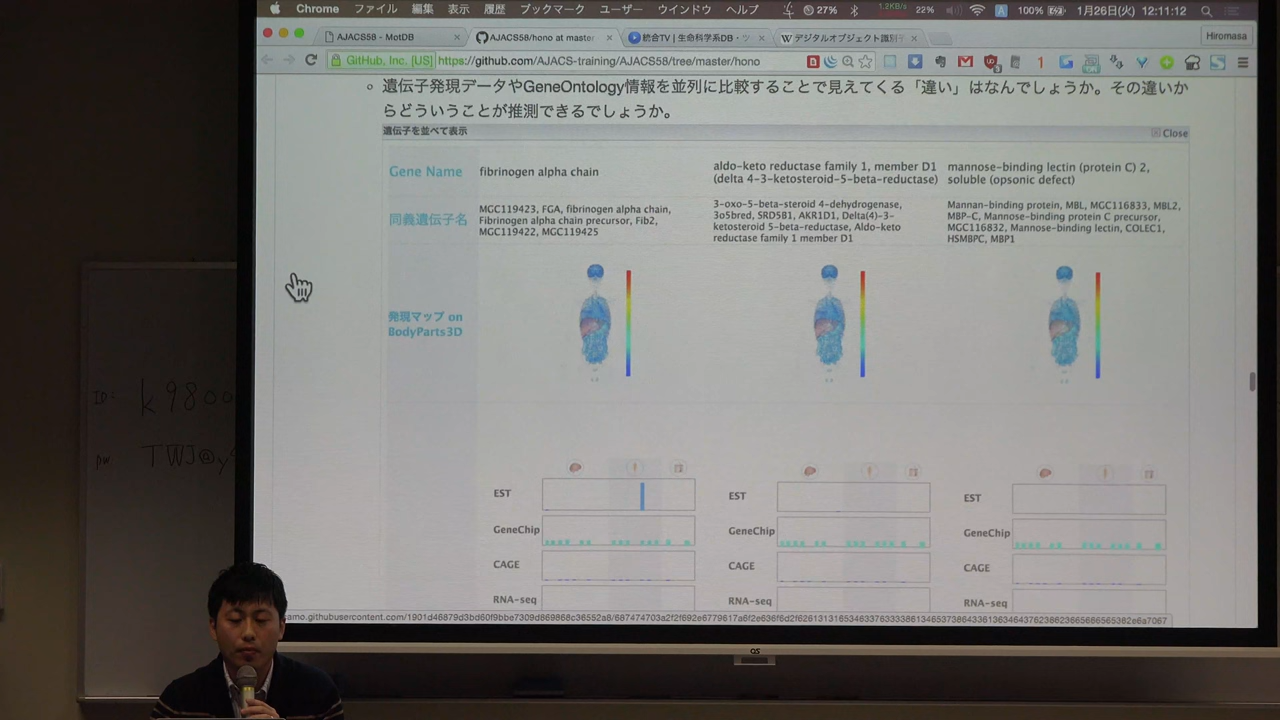 Chrome ファイル 編集 表示 履歴 ブックマーク ユーザー ウインドウ ヘルプ 27% 1.2KB/s 22% A 100% 1月26日(火) 12:11:12
AJACS58 - MotDB × AJACS58/hono at master × 統合TV | 生命科学系DB・ツ × デジタルオブジェクト識別子 × Hiromasa
GitHub, Inc. [US] https://github.com/AJACS-training/AJACS58/tree/master/hono
遺伝子発現データやGeneOntology情報を並列に比較することで見えてくる「違い」はなんでしょうか。その違いか
らどういうことが推測できるでしょうか。
遺伝子を並べて表示 Close
Gene Name fibrinogen alpha chain
aldo-keto reductase family 1, member D1
(delta 4-3-ketosteroid-5-beta-reductase)
mannose-binding lectin (protein C) 2,
soluble (opsonic defect)
同義遺伝子名
MGC119423, FGA, fibrinogen alpha chain,
Fibrinogen alpha chain precursor, Fib2,
MGC119422, MGC119425
3-oxo-5-beta-steroid 4-dehydrogenase,
3o5bred, SRD5B1, AKR1D1, Delta(4)-3-
ketosteroid 5-beta-reductase, Aldo-keto
reductase family 1 member D1
Mannan-binding protein, MBL, MGC116833, MBL2,
MBP-C, Mannose-binding protein C precursor,
MGC116832, Mannose-binding lectin, COLEC1,
HSMBPC, MBP1
発現マップ on
BodyParts3D
EST EST EST
GeneChip GeneChip GeneChip
CAGE CAGE CAGE
RNA-seq RNA-seq RNA-seq
ID: k980
pw TWJ@y